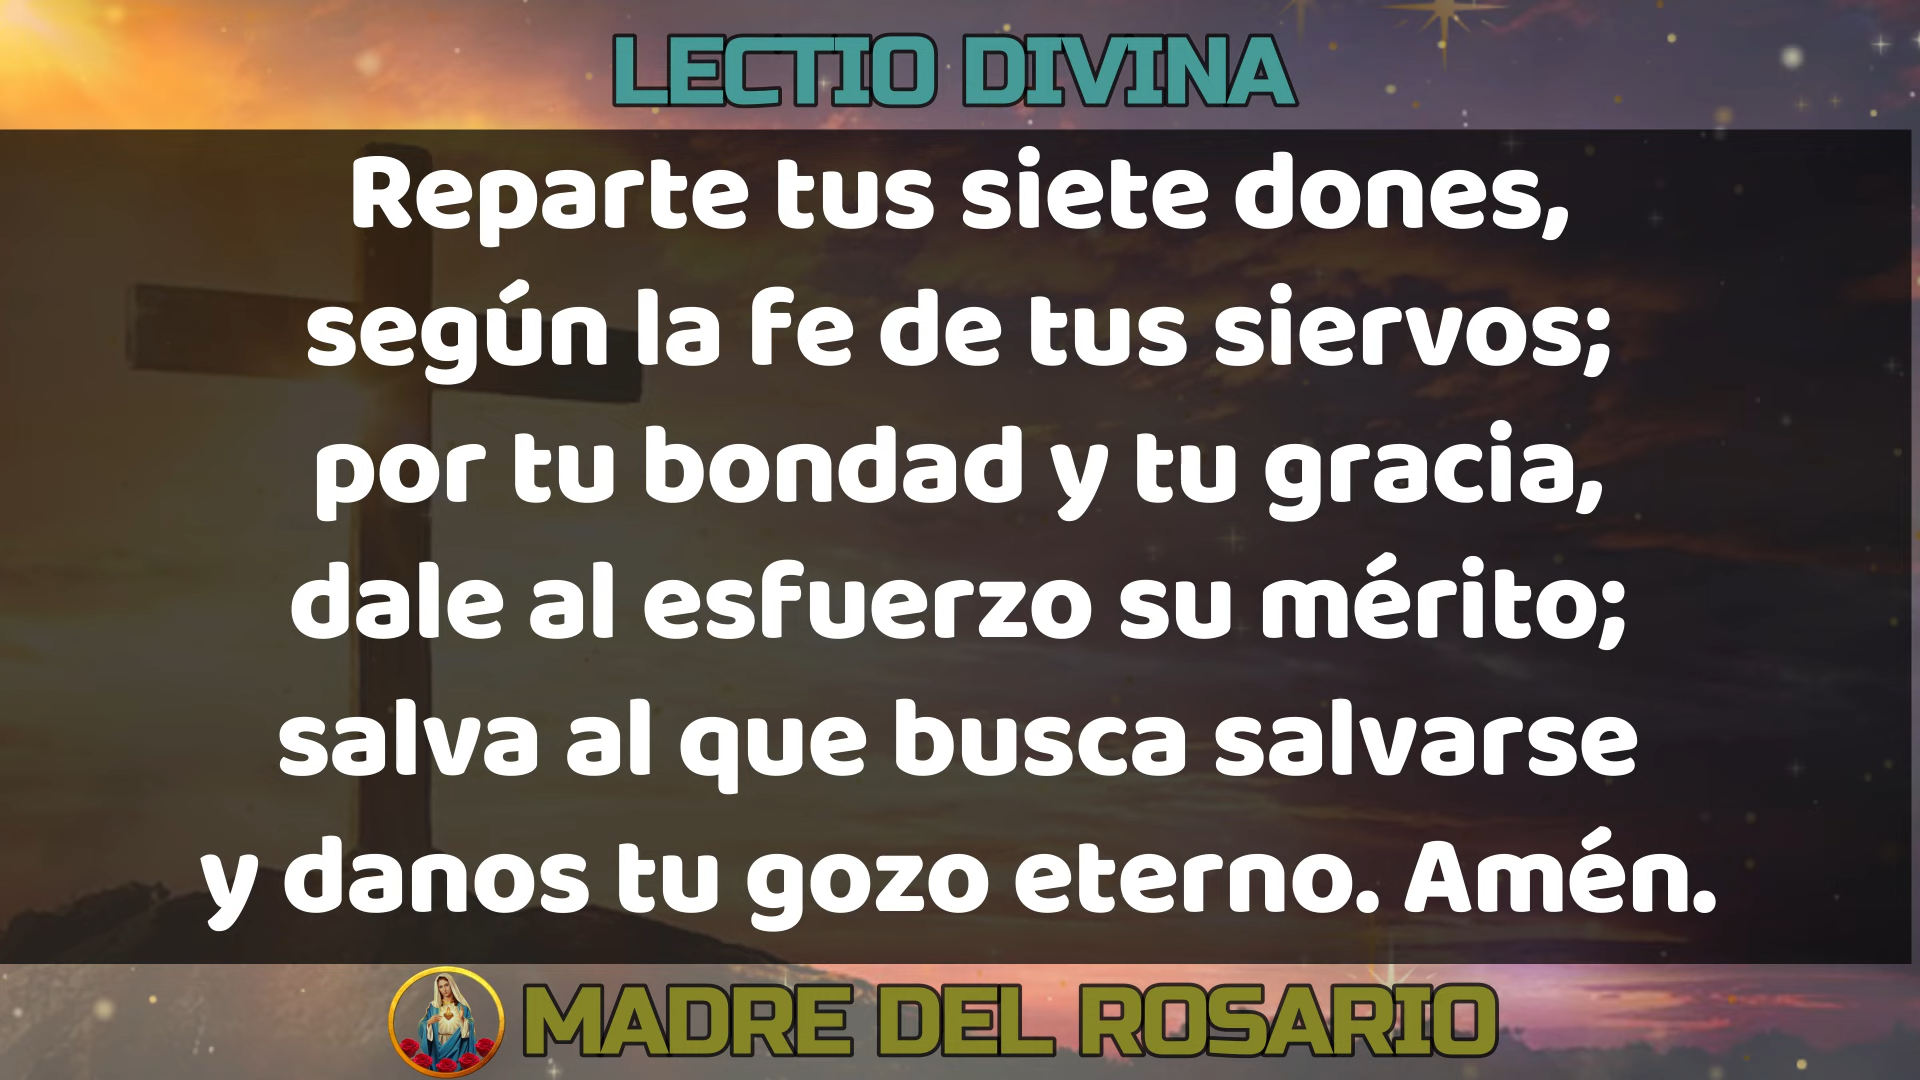 LECTIO DIVINA
Reparte tus siete dones,
según la fe de tus siervos;
por tu bondad y tu gracia,
dale al esfuerzo su mérito;
salva al que busca salvarse
y danos tu gozo eterno. Amén.
MADRE DEL ROSARIO